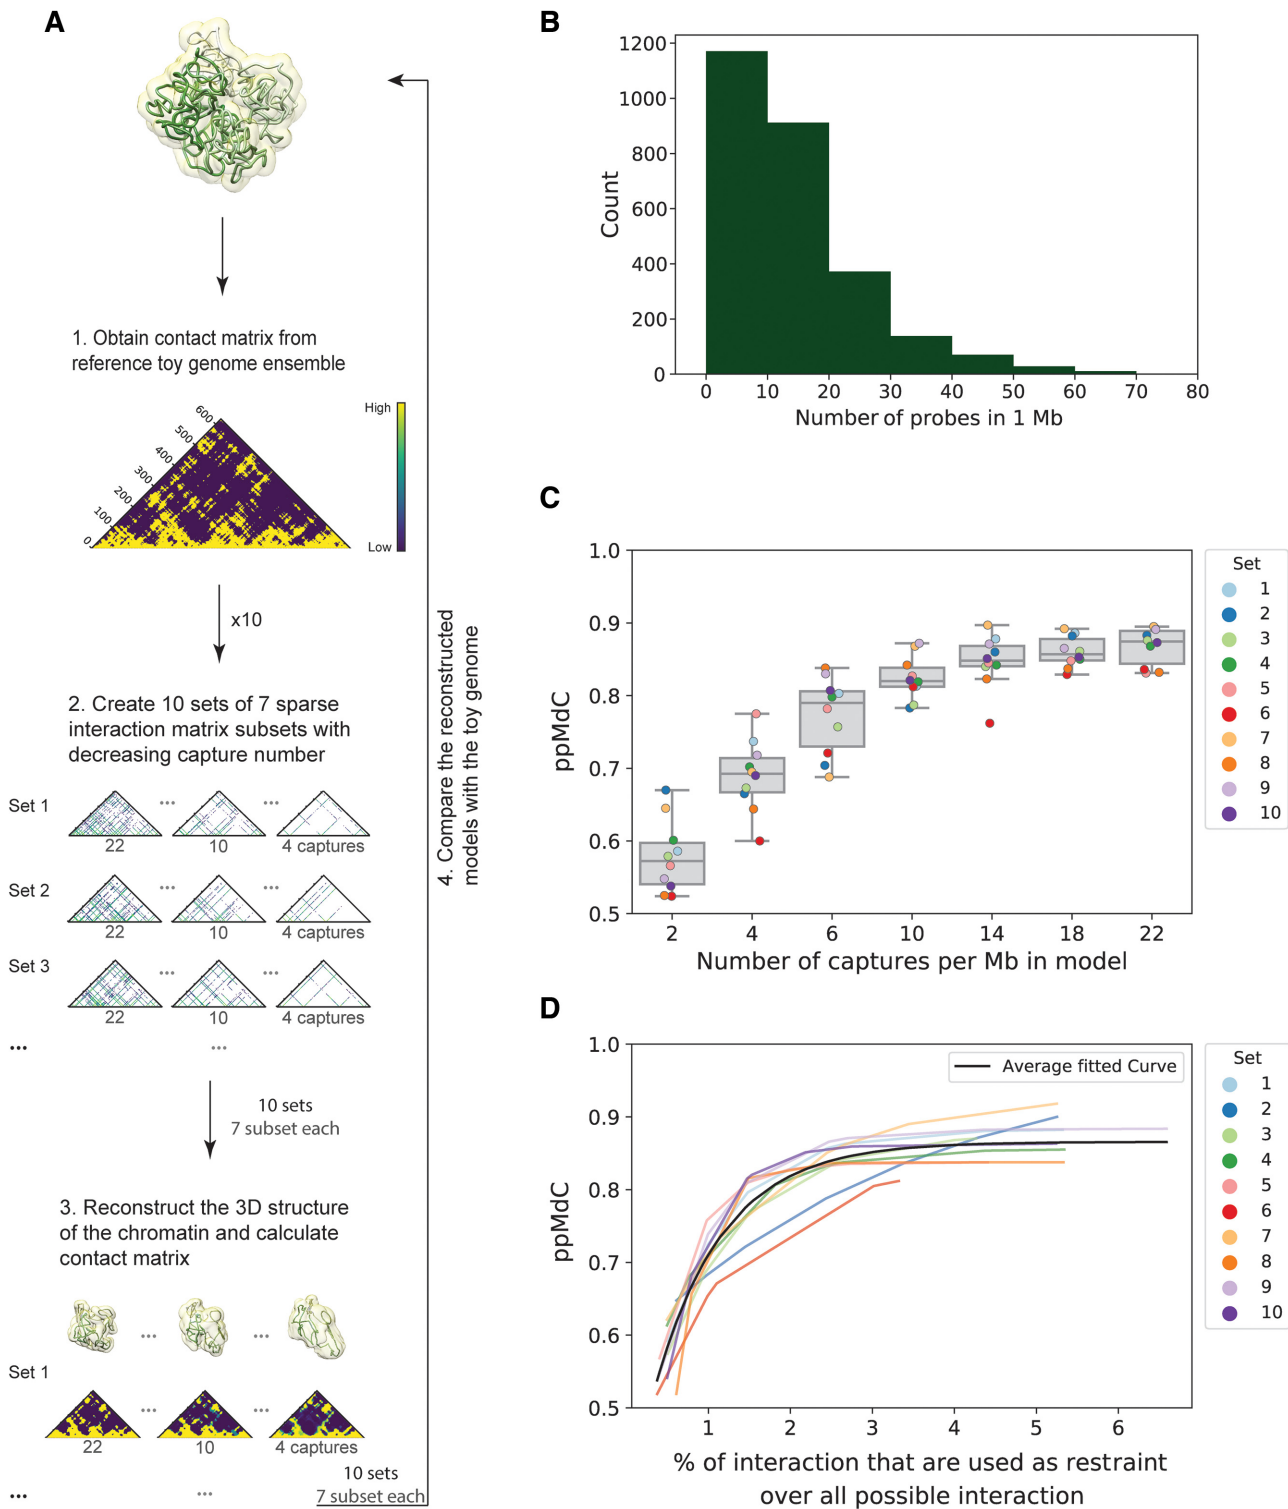 A
1. Obtain contact matrix from
reference toy genome ensemble
600
500
400
300
200
100
0
High
Low
x10
2. Create 10 sets of 7 sparse
interaction matrix subsets with
decreasing capture number
Set 1
... ...
22 10 4 captures
Set 2
... ...
22 10 4 captures
Set 3
... ...
22 10 4 captures
... ...
10 sets
7 subset each
3. Reconstruct the 3D structure
of the chromatin and calculate
contact matrix
... ...
Set 1
... ...
22 10 4 captures
10 sets
... ... 7 subset each
4. Compare the reconstructed
models with the toy genome
B
1200
1000
800
600
400
200
0
Count
0 10 20 30 40 50 60 70 80
Number of probes in 1 Mb
C
1.0
0.9
0.8
0.7
0.6
0.5
ppMdC
2 4 6 10 14 18 22
Number of captures per Mb in model
Set
1
2
3
4
5
6
7
8
9
10
D
1.0
0.9
0.8
0.7
0.6
0.5
ppMdC
Average fitted Curve
1 2 3 4 5 6
% of interaction that are used as restraint
over all possible interaction
Set
1
2
3
4
5
6
7
8
9
10